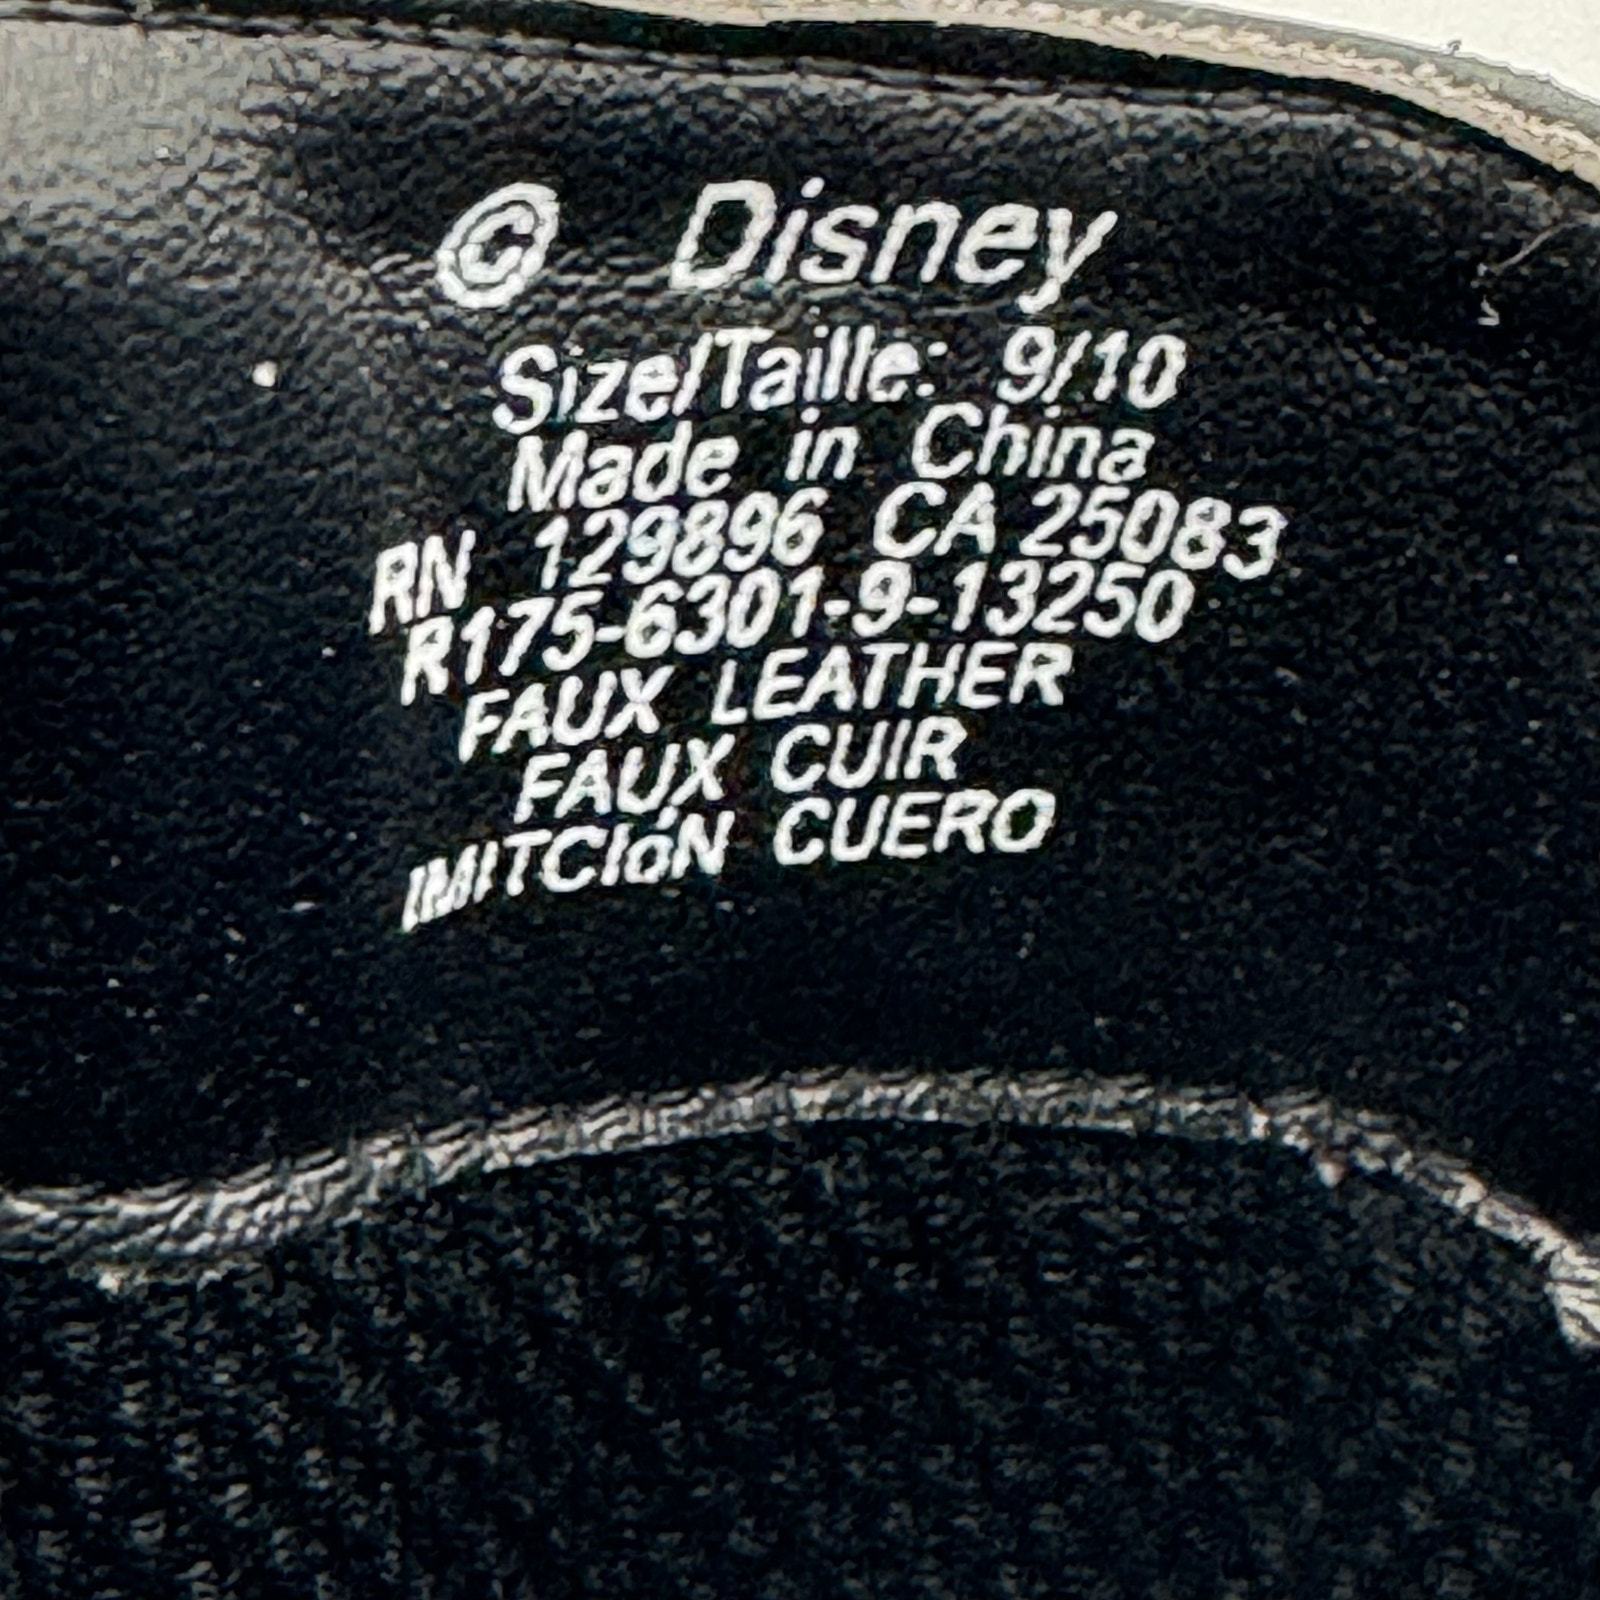 © Disney
Size/Taille: 9/10
Made in China
RN 129896 CA 25083
R175-6301-9-13250
FAUX LEATHER
FAUX CUIR
IMITCIóN CUERO